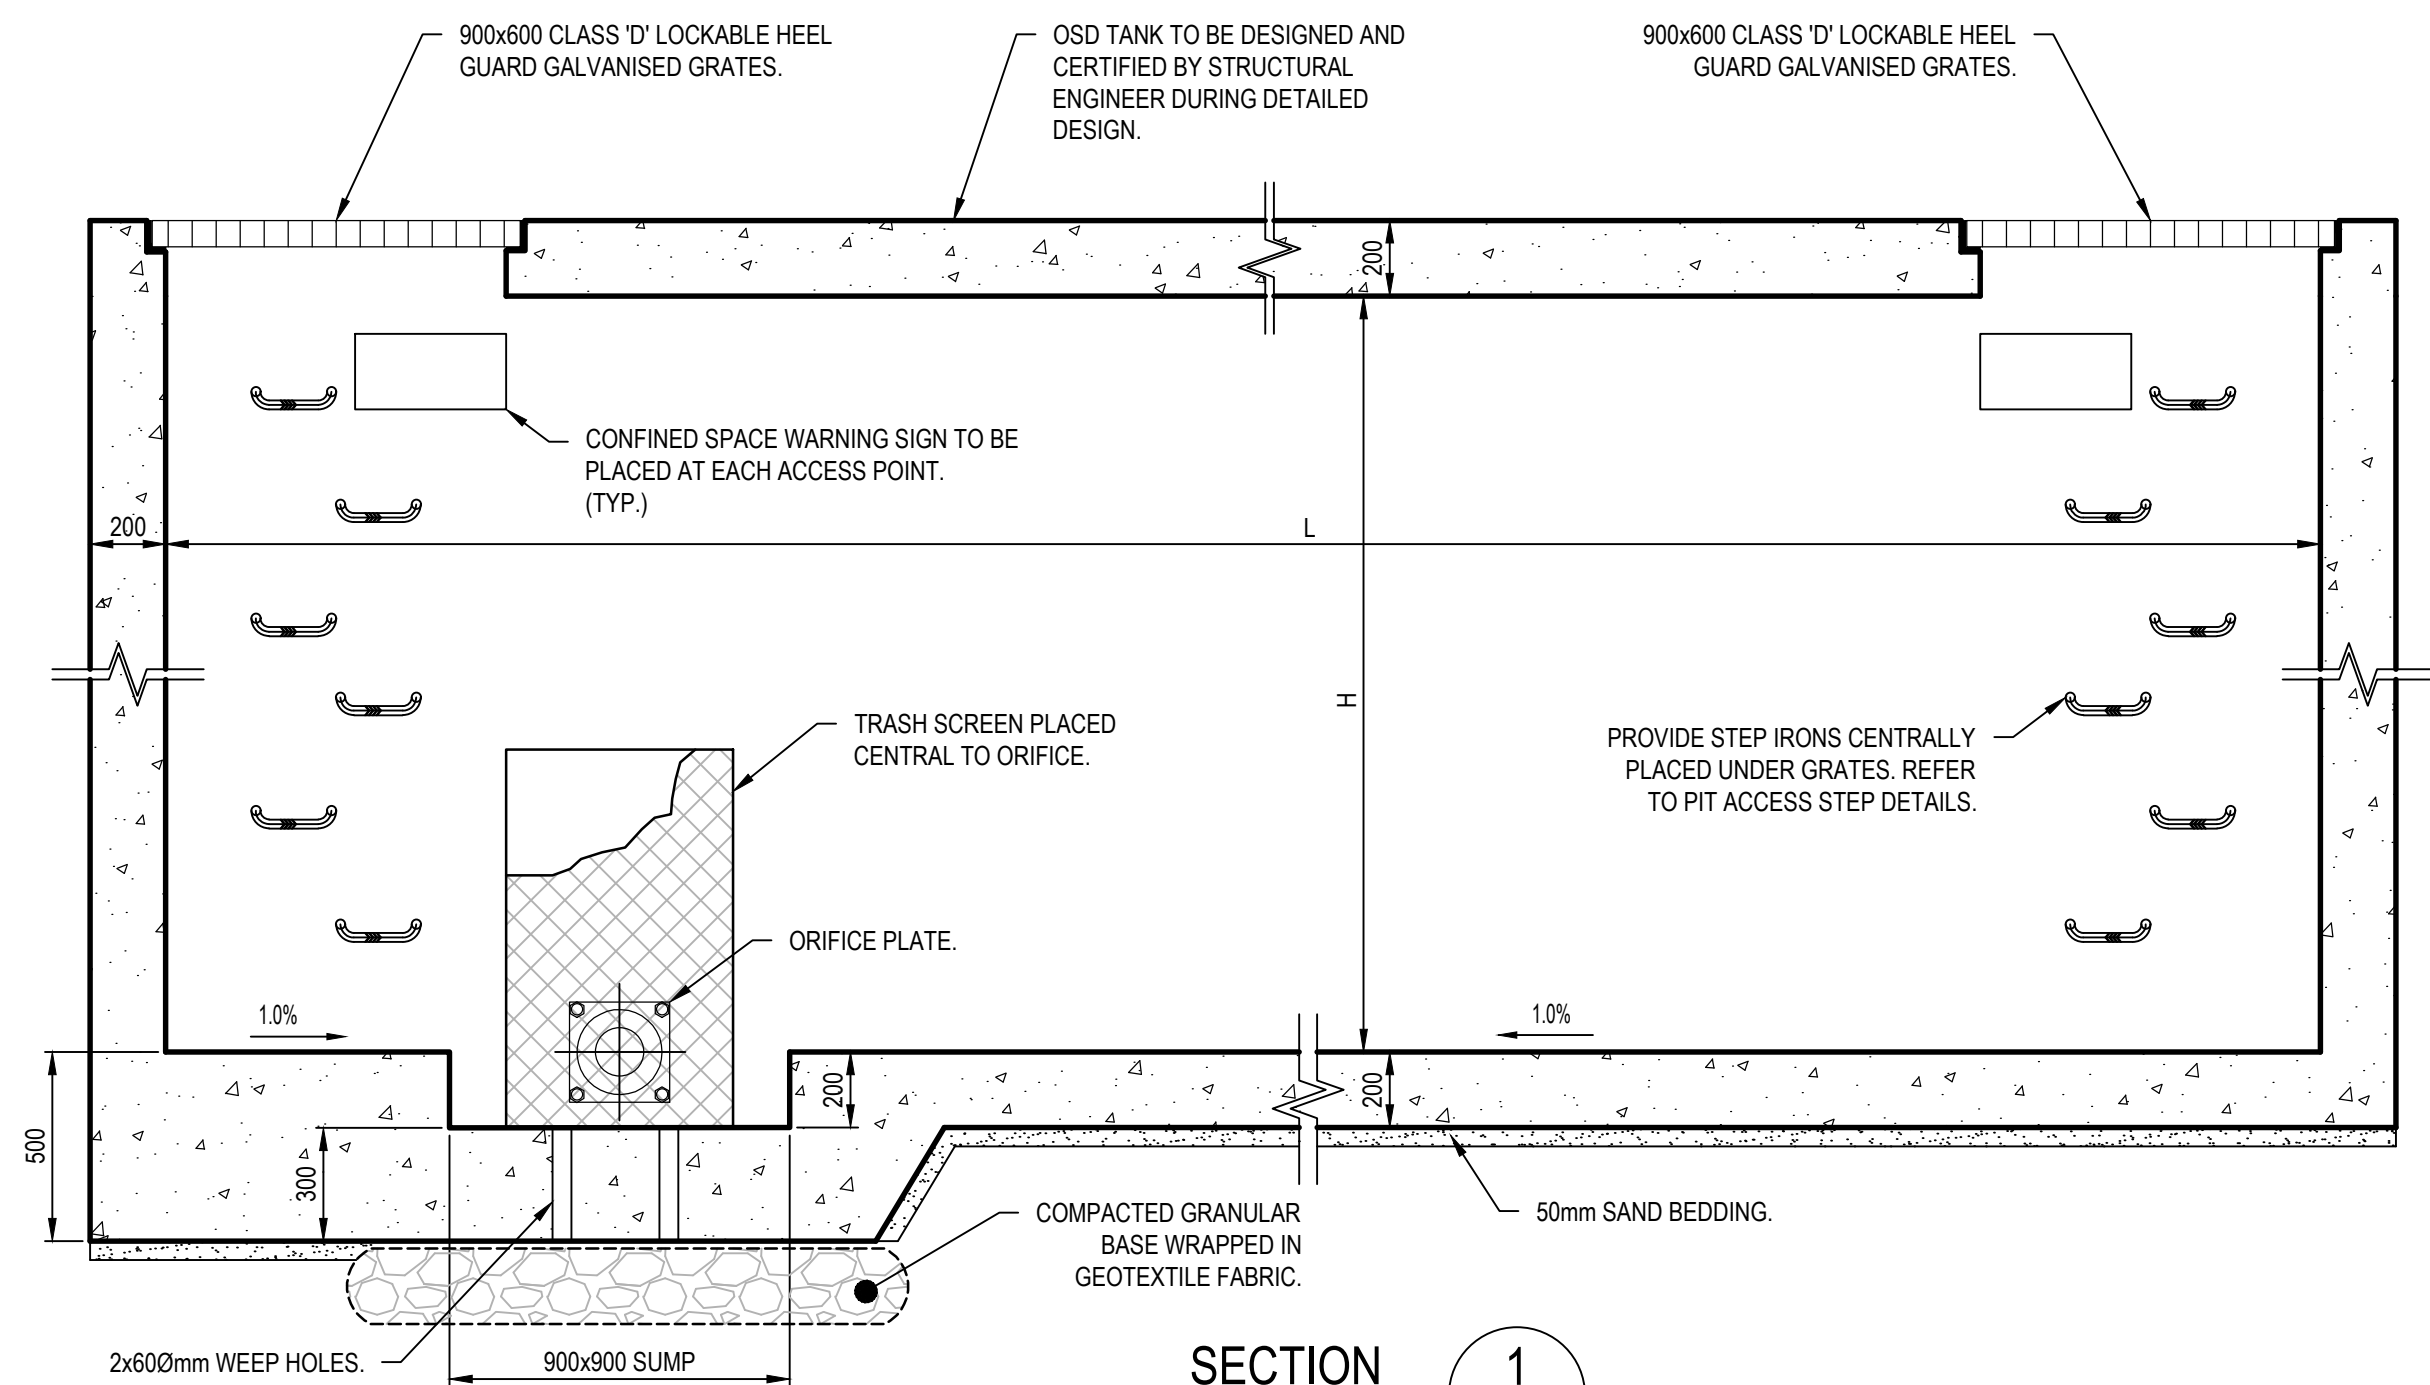 900x600 CLASS 'D' LOCKABLE HEEL
GUARD GALVANISED GRATES.
OSD TANK TO BE DESIGNED AND
CERTIFIED BY STRUCTURAL
ENGINEER DURING DETAILED
DESIGN.
900x600 CLASS 'D' LOCKABLE HEEL
GUARD GALVANISED GRATES.
200
CONFINED SPACE WARNING SIGN TO BE
PLACED AT EACH ACCESS POINT.
(TYP.)
200
L
H
TRASH SCREEN PLACED
CENTRAL TO ORIFICE.
PROVIDE STEP IRONS CENTRALLY
PLACED UNDER GRATES. REFER
TO PIT ACCESS STEP DETAILS.
ORIFICE PLATE.
1.0%
1.0%
500
300
200
200
COMPACTED GRANULAR
BASE WRAPPED IN
GEOTEXTILE FABRIC.
50mm SAND BEDDING.
2x60Ømm WEEP HOLES.
900x900 SUMP
SECTION
1